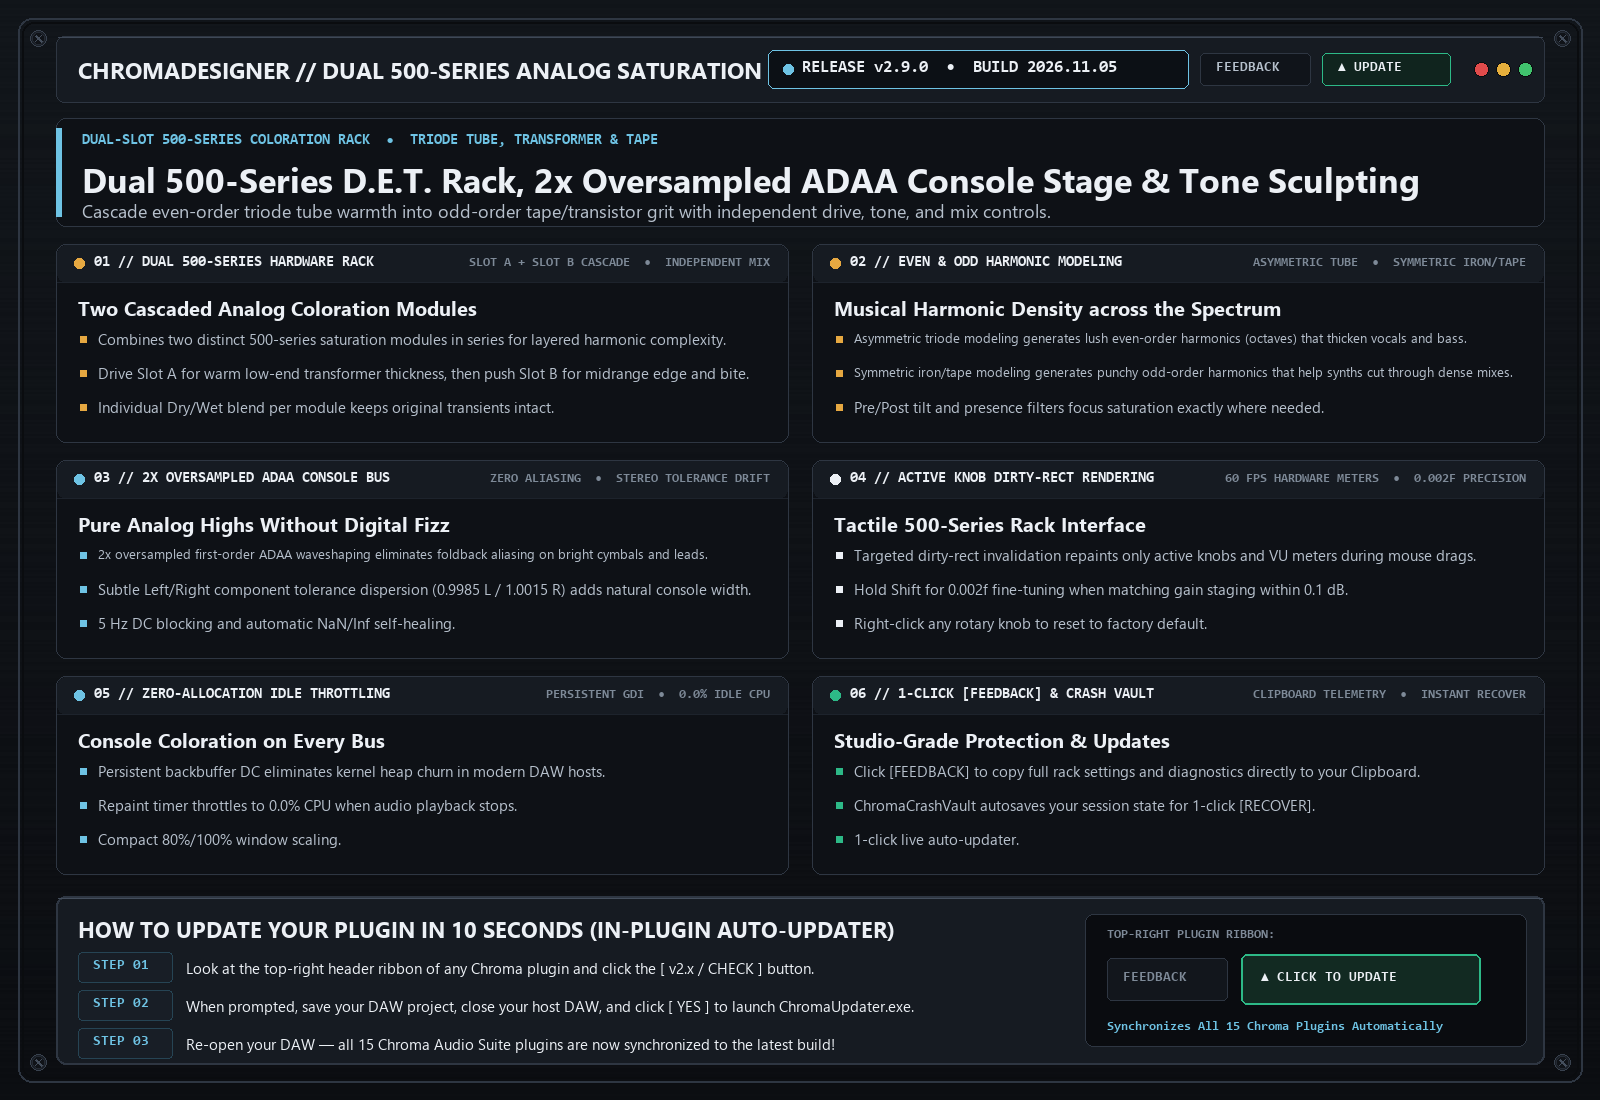 CHROMADESIGNER // DUAL 500-SERIES ANALOG SATURATION
RELEASE v2.9.0 • BUILD 2026.11.05
FEEDBACK
▲ UPDATE
DUAL-SLOT 500-SERIES COLORATION RACK • TRIODE TUBE, TRANSFORMER & TAPE
Dual 500-Series D.E.T. Rack, 2x Oversampled ADAA Console Stage & Tone Sculpting
Cascade even-order triode tube warmth into odd-order tape/transistor grit with independent drive, tone, and mix controls.
01 // DUAL 500-SERIES HARDWARE RACK
SLOT A + SLOT B CASCADE • INDEPENDENT MIX
Two Cascaded Analog Coloration Modules
Combines two distinct 500-series saturation modules in series for layered harmonic complexity.
Drive Slot A for warm low-end transformer thickness, then push Slot B for midrange edge and bite.
Individual Dry/Wet blend per module keeps original transients intact.
02 // EVEN & ODD HARMONIC MODELING
ASYMMETRIC TUBE • SYMMETRIC IRON/TAPE
Musical Harmonic Density across the Spectrum
Asymmetric triode modeling generates lush even-order harmonics (octaves) that thicken vocals and bass.
Symmetric iron/tape modeling generates punchy odd-order harmonics that help synths cut through dense mixes.
Pre/Post tilt and presence filters focus saturation exactly where needed.
03 // 2X OVERSAMPLED ADAA CONSOLE BUS
ZERO ALIASING • STEREO TOLERANCE DRIFT
Pure Analog Highs Without Digital Fizz
2x oversampled first-order ADAA waveshaping eliminates foldback aliasing on bright cymbals and leads.
Subtle Left/Right component tolerance dispersion (0.9985 L / 1.0015 R) adds natural console width.
5 Hz DC blocking and automatic NaN/Inf self-healing.
04 // ACTIVE KNOB DIRTY-RECT RENDERING
60 FPS HARDWARE METERS • 0.002F PRECISION
Tactile 500-Series Rack Interface
Targeted dirty-rect invalidation repaints only active knobs and VU meters during mouse drags.
Hold Shift for 0.002f fine-tuning when matching gain staging within 0.1 dB.
Right-click any rotary knob to reset to factory default.
05 // ZERO-ALLOCATION IDLE THROTTLING
PERSISTENT GDI • 0.0% IDLE CPU
Console Coloration on Every Bus
Persistent backbuffer DC eliminates kernel heap churn in modern DAW hosts.
Repaint timer throttles to 0.0% CPU when audio playback stops.
Compact 80%/100% window scaling.
06 // 1-CLICK [FEEDBACK] & CRASH VAULT
CLIPBOARD TELEMETRY • INSTANT RECOVER
Studio-Grade Protection & Updates
Click [FEEDBACK] to copy full rack settings and diagnostics directly to your Clipboard.
ChromaCrashVault autosaves your session state for 1-click [RECOVER].
1-click live auto-updater.
HOW TO UPDATE YOUR PLUGIN IN 10 SECONDS (IN-PLUGIN AUTO-UPDATER)
STEP 01
Look at the top-right header ribbon of any Chroma plugin and click the [ v2.x / CHECK ] button.
STEP 02
When prompted, save your DAW project, close your host DAW, and click [ YES ] to launch ChromaUpdater.exe.
STEP 03
Re-open your DAW — all 15 Chroma Audio Suite plugins are now synchronized to the latest build!
TOP-RIGHT PLUGIN RIBBON:
FEEDBACK
▲ CLICK TO UPDATE
Synchronizes All 15 Chroma Plugins Automatically